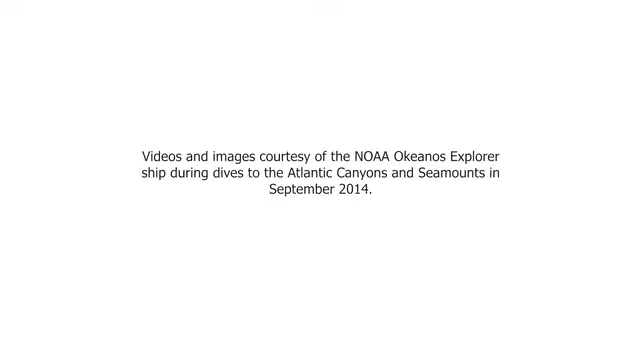 Videos and images courtesy of the NOAA Okeanos Explorer
ship during dives to the Atlantic Canyons and Seamounts in
September 2014.